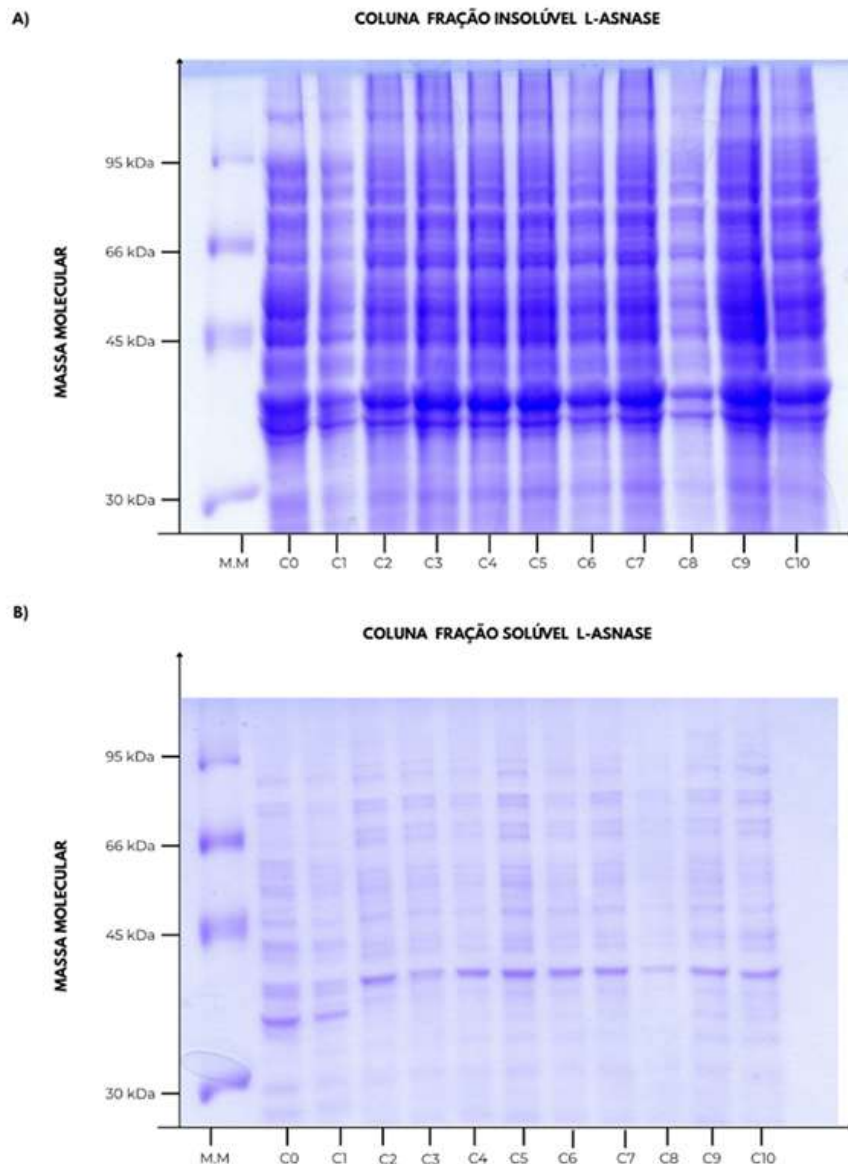 A)
COLUNA FRAÇÃO INSOLÚVEL L-ASNASE
MASSA MOLECULAR
95 kDa
66 kDa
45 kDa
30 kDa
M.M C0 C1 C2 C3 C4 C5 C6 C7 C8 C9 C10
B)
COLUNA FRAÇÃO SOLÚVEL L-ASNASE
MASSA MOLECULAR
95 kDa
66 kDa
45 kDa
30 kDa
M.M C0 C1 C2 C3 C4 C5 C6 C7 C8 C9 C10